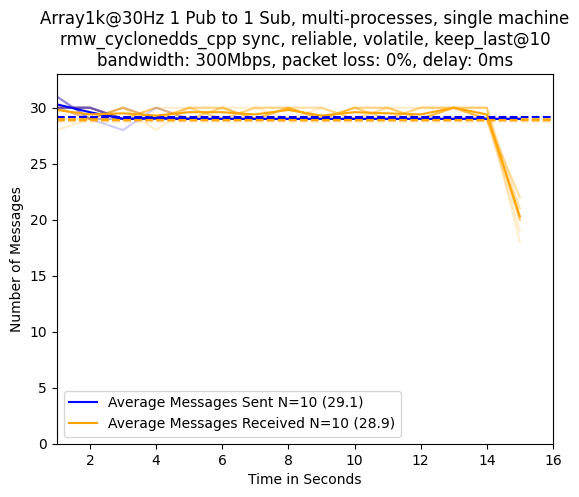 Array1k@30Hz 1 Pub to 1 Sub, multi-processes, single machine
rmw_cyclonedds_cpp sync, reliable, volatile, keep_last@10
bandwidth: 300Mbps, packet loss: 0%, delay: 0ms
Number of Messages
30
25
20
15
10
5
0
Average Messages Sent N=10 (29.1)
Average Messages Received N=10 (28.9)
2 4 6 8 10 12 14 16
Time in Seconds